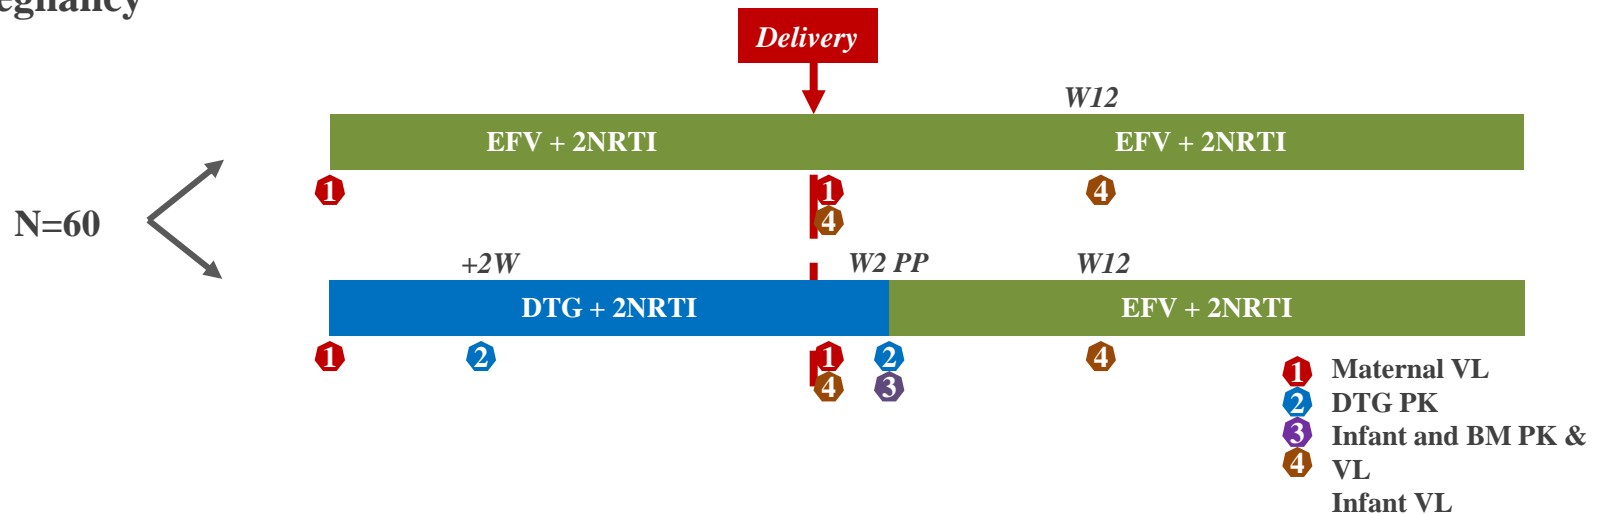 Delivery
W12
EFV + 2NRTI EFV + 2NRTI
1 1 4
4
N=60
+2W W2 PP W12
DTG + 2NRTI EFV + 2NRTI
1 2 1 2 4
4 3
1 Maternal VL
2 DTG PK
3 Infant and BM PK &
4 VL
Infant VL